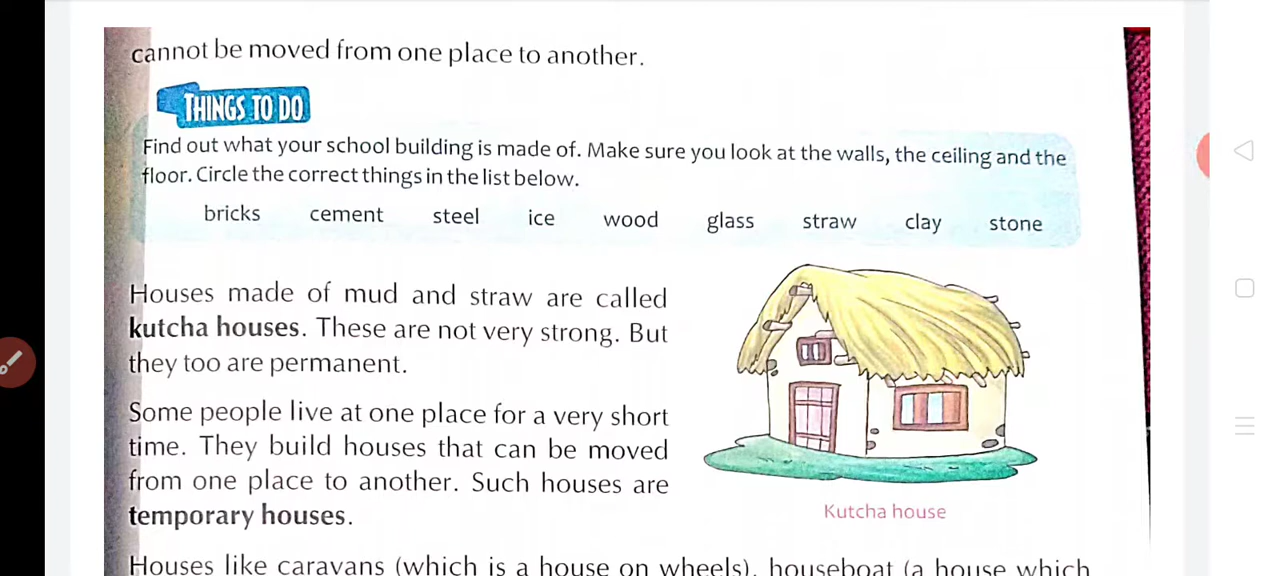 cannot be moved from one place to another.
THINGS TO DO
Find out what your school building is made of. Make sure you look at the walls, the ceiling and the
floor. Circle the correct things in the list below.
bricks cement steel ice wood glass straw clay stone
Houses made of mud and straw are called
kutcha houses. These are not very strong. But
they too are permanent.
Some people live at one place for a very short
time. They build houses that can be moved
from one place to another. Such houses are
temporary houses.
Kutcha house
Houses like caravans (which is a house on wheels), houseboat (a house which